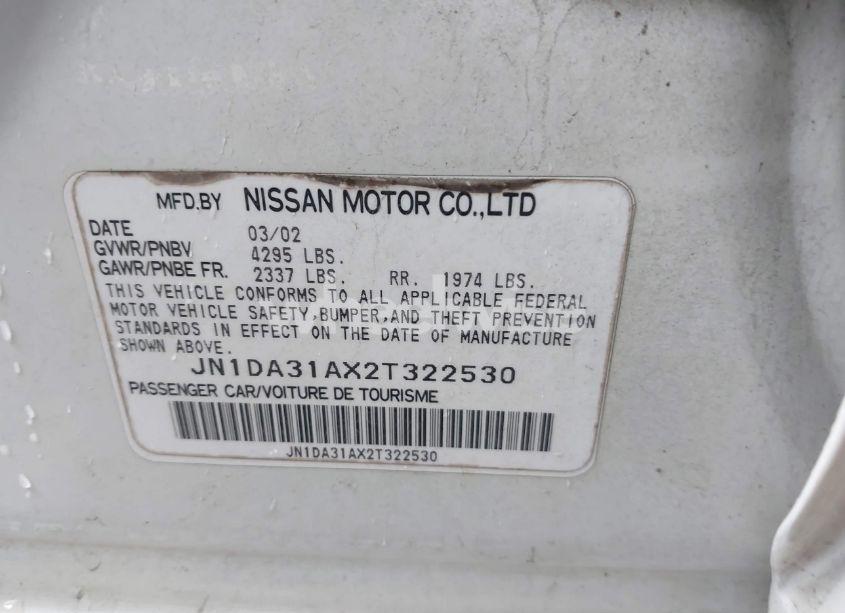 MFD.BY NISSAN MOTOR CO.,LTD
DATE 03/02
GVWR/PNBV 4295 LBS.
GAWR/PNBE FR. 2337 LBS. RR. 1974 LBS.
THIS VEHICLE CONFORMS TO ALL APPLICABLE FEDERAL
MOTOR VEHICLE SAFETY,BUMPER,AND THEFT PREVENTION
STANDARDS IN EFFECT ON THE DATE OF MANUFACTURE
SHOWN ABOVE.
JN1DA31AX2T322530
PASSENGER CAR/VOITURE DE TOURISME
JN1DA31AX2T322530